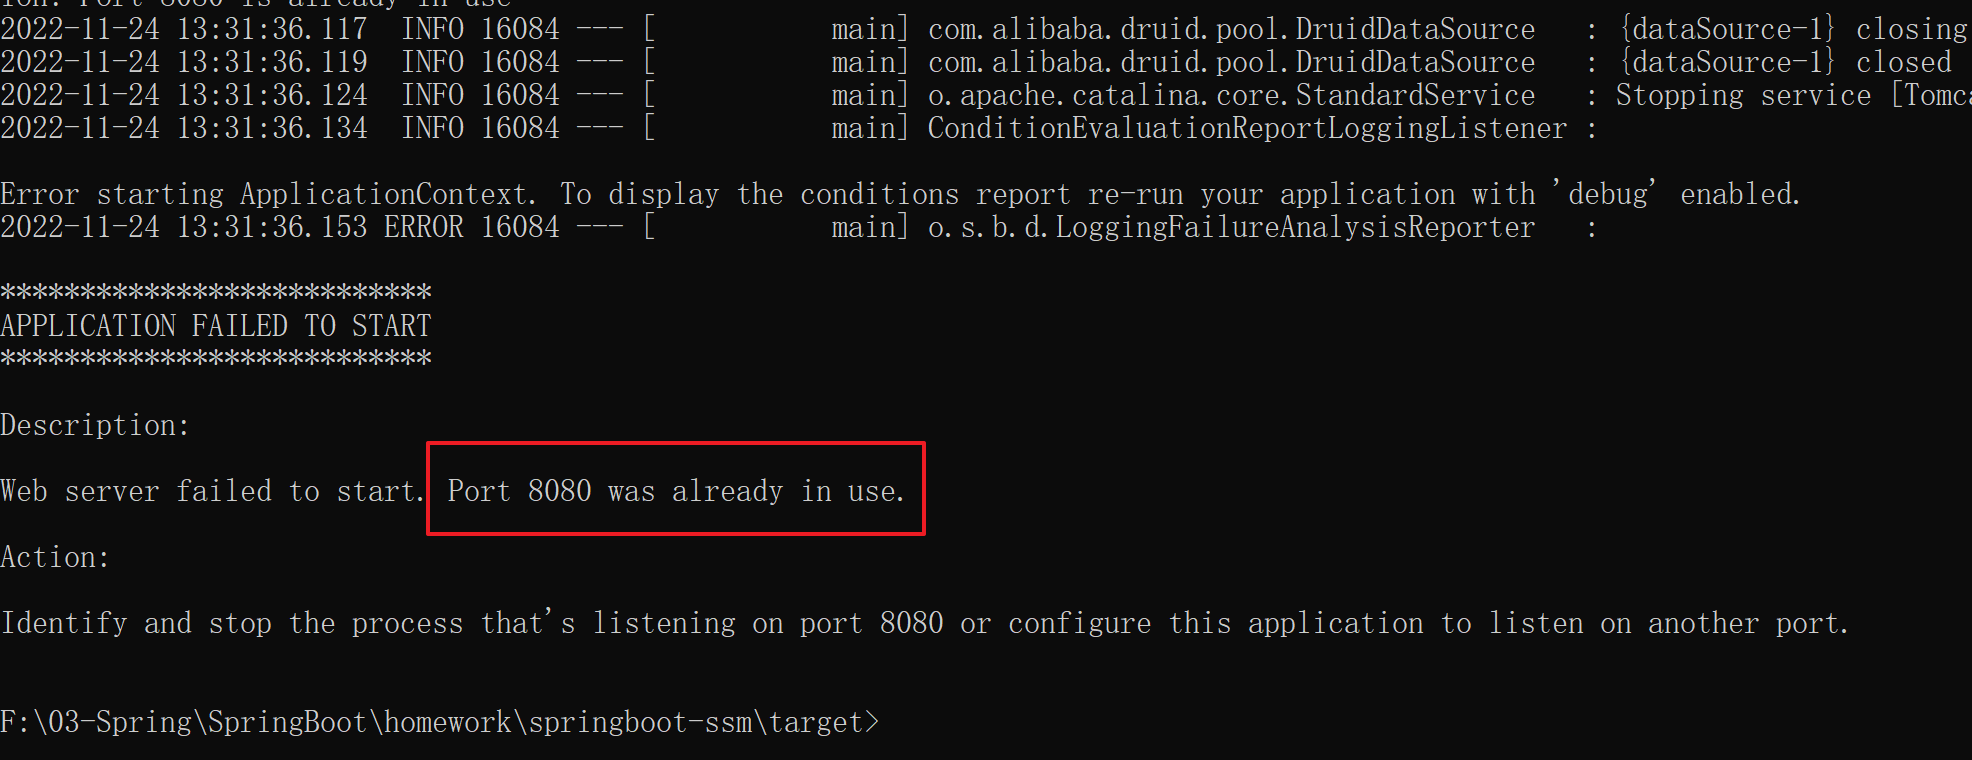 ion: Port 8080 is already in use
2022-11-24 13:31:36.117  INFO 16084 --- [           main] com.alibaba.druid.pool.DruidDataSource   : {dataSource-1} closing
2022-11-24 13:31:36.119  INFO 16084 --- [           main] com.alibaba.druid.pool.DruidDataSource   : {dataSource-1} closed
2022-11-24 13:31:36.124  INFO 16084 --- [           main] o.apache.catalina.core.StandardService   : Stopping service [Tomca
2022-11-24 13:31:36.134  INFO 16084 --- [           main] ConditionEvaluationReportLoggingListener :
Error starting ApplicationContext. To display the conditions report re-run your application with 'debug' enabled.
2022-11-24 13:31:36.153 ERROR 16084 --- [           main] o.s.b.d.LoggingFailureAnalysisReporter   :
***************************
APPLICATION FAILED TO START
***************************
Description:
Web server failed to start. Port 8080 was already in use.
Action:
Identify and stop the process that's listening on port 8080 or configure this application to listen on another port.
F:\03-Spring\SpringBoot\homework\springboot-ssm\target>